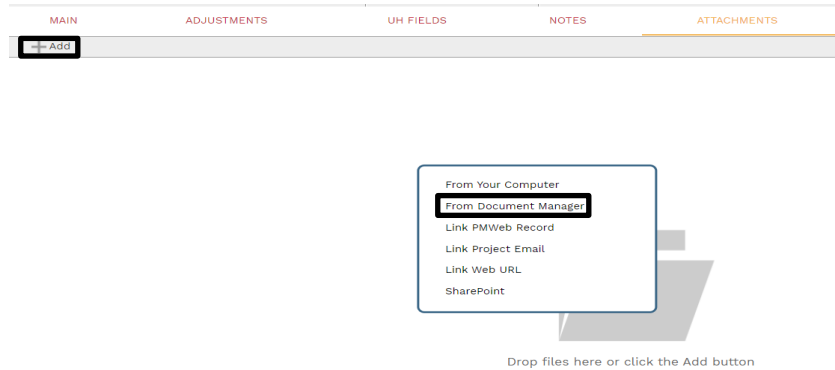 MAIN ADJUSTMENTS UH FIELDS NOTES ATTACHMENTS
Add
From Your Computer
From Document Manager
Link PMWeb Record
Link Project Email
Link Web URL
SharePoint
Drop files here or click the Add button